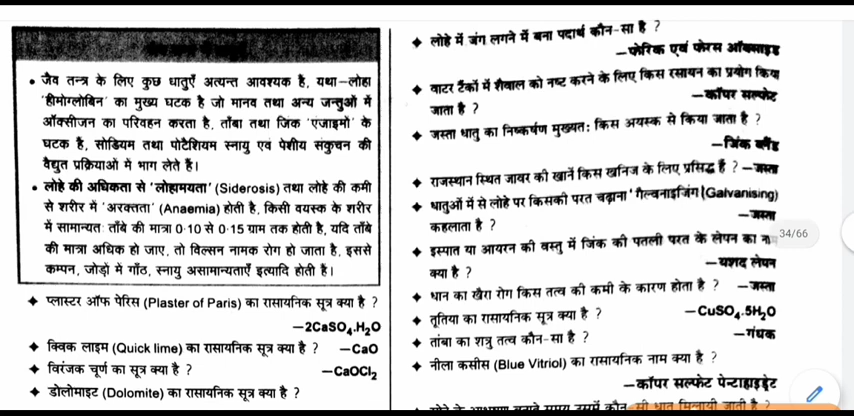 • जैव तन्त्र के लिए कुछ धातुएँ अत्यन्त आवश्यक हैं, यथा—लोहा
'हीमोग्लोबिन' का मुख्य घटक है जो मानव तथा अन्य जन्तुओं में
ऑक्सीजन का परिवहन करता है, ताँबा तथा जिंक 'एंजाइमों' के
घटक हैं, सोडियम तथा पोटैशियम स्नायु एवं पेशीय संकुचन की
वैद्युत प्रक्रियाओं में भाग लेते हैं।
• लोहे की अधिकता से 'लोहामयता' (Siderosis) तथा लोहे की कमी
से शरीर में 'अरक्तता' (Anaemia) होती है, किसी वयस्क के शरीर
में सामान्यतः ताँबे की मात्रा 0·10 से 0·15 ग्राम तक होती है, यदि ताँबे
की मात्रा अधिक हो जाए, तो विल्सन नामक रोग हो जाता है, इससे
कम्पन, जोड़ों में गाँठ, स्नायु असामान्यताएँ इत्यादि होती हैं।
◆ प्लास्टर ऑफ पेरिस (Plaster of Paris) का रासायनिक सूत्र क्या है ?
—2CaSO₄.H₂O
◆ क्विक लाइम (Quick lime) का रासायनिक सूत्र क्या है ? —CaO
◆ विरंजक चूर्ण का सूत्र क्या है ? —CaOCl₂
◆ डोलोमाइट (Dolomite) का रासायनिक सूत्र क्या है ?
◆ लोहे में जंग लगने में बना पदार्थ कौन-सा है ?
—फेरिक एवं फेरस ऑक्साइड
◆ वाटर टैंकों में शैवाल को नष्ट करने के लिए किस रसायन का प्रयोग किया
जाता है ? —कॉपर सल्फेट
◆ जस्ता धातु का निष्कर्षण मुख्यतः किस अयस्क से किया जाता है ?
—जिंक ब्लैंड
◆ राजस्थान स्थित जावर की खानें किस खनिज के लिए प्रसिद्ध हैं ? —जस्ता
◆ धातुओं में से लोहे पर किसकी परत चढ़ाना 'गैल्वनाइजिंग (Galvanising)
कहलाता है ? —जस्ता
◆ इस्पात या आयरन की वस्तु में जिंक की पतली परत के लेपन का
क्या है ? —यशद लेपन
34/66
◆ धान का खैरा रोग किस तत्व की कमी के कारण होता है ? —जस्ता
◆ तूतिया का रासायनिक सूत्र क्या है ? —CuSO₄.5H₂O
◆ तांबा का शत्रु तत्व कौन-सा है ? —गंधक
◆ नीला कसीस (Blue Vitriol) का रासायनिक नाम क्या है ?
—कॉपर सल्फेट पेन्टाहाइड्रेट